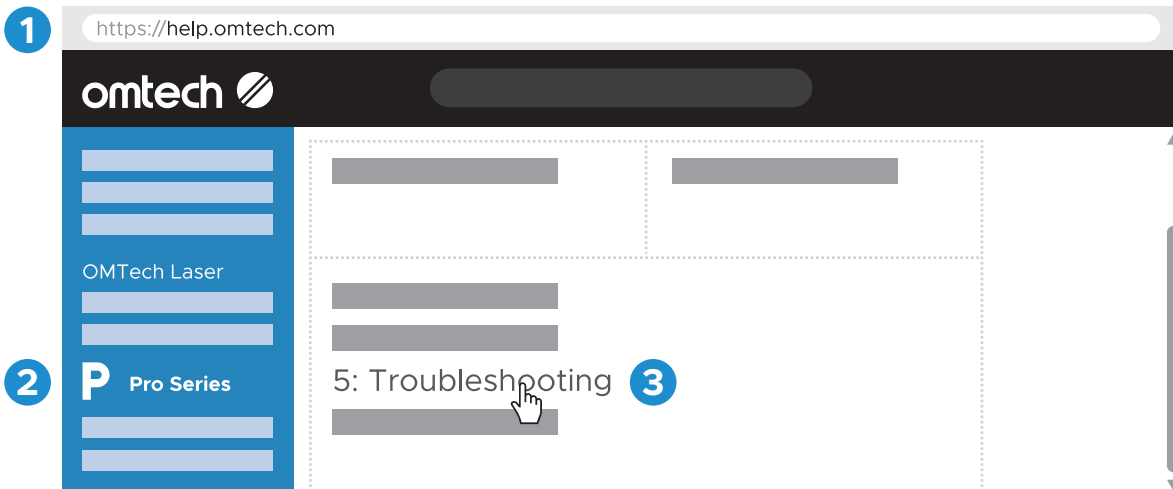 1
https://help.omtech.com
omtech
OMTech Laser
2
P Pro Series
5: Troubleshooting 3